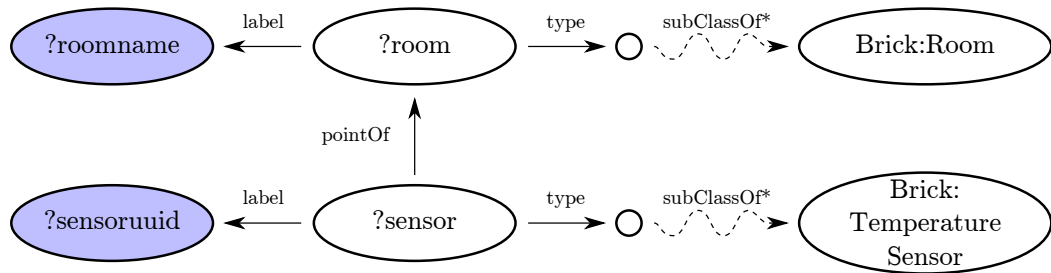 label
type
subClassOf*
?roomname
?room
Brick:Room
pointOf
label
type
subClassOf*
?sensoruuid
?sensor
Brick:
Temperature
Sensor